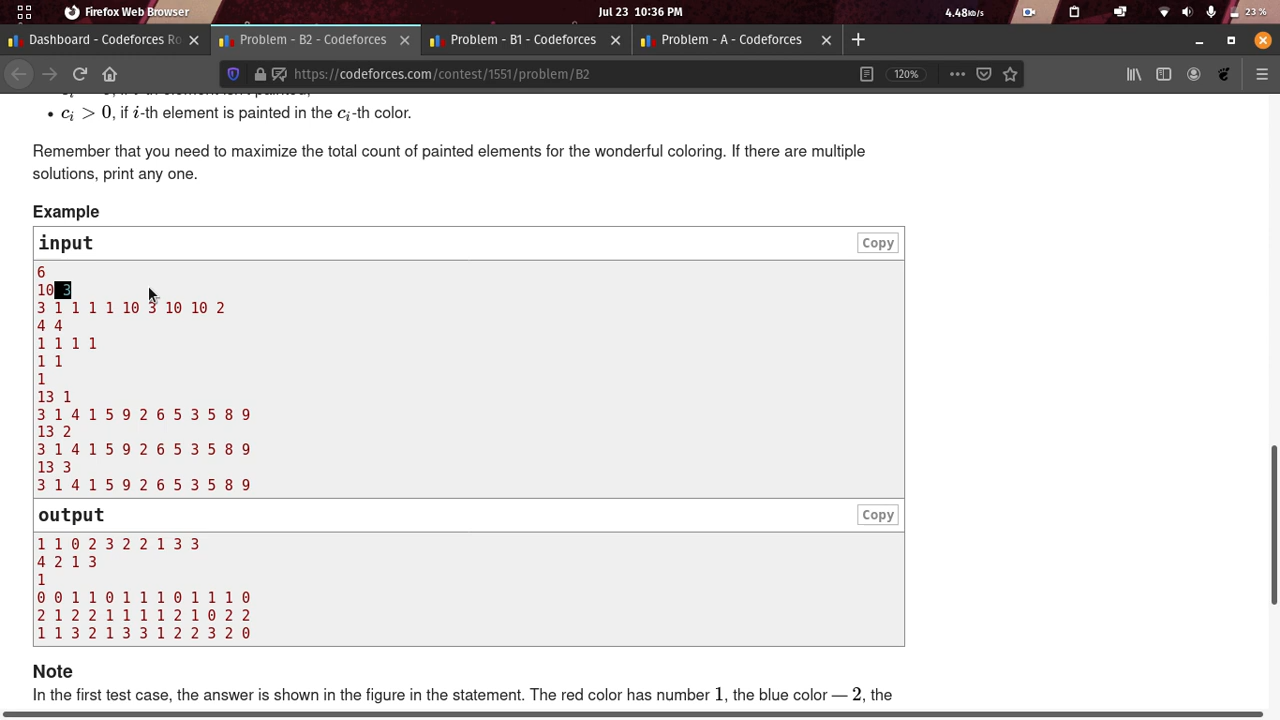 Firefox Web Browser
Jul 23 10:36 PM
4.48kb/s
23 %
Dashboard - Codeforces Ro
Problem - B2 - Codeforces
Problem - B1 - Codeforces
Problem - A - Codeforces
https://codeforces.com/contest/1551/problem/B2
120%
• cᵢ > 0, if i-th element is painted in the cᵢ-th color.
Remember that you need to maximize the total count of painted elements for the wonderful coloring. If there are multiple
solutions, print any one.
Example
input
Copy
6
10 3
3 1 1 1 1 10 3 10 10 2
4 4
1 1 1 1
1 1
1
13 1
3 1 4 1 5 9 2 6 5 3 5 8 9
13 2
3 1 4 1 5 9 2 6 5 3 5 8 9
13 3
3 1 4 1 5 9 2 6 5 3 5 8 9
output
Copy
1 1 0 2 3 2 2 1 3 3
4 2 1 3
1
0 0 1 1 0 1 1 1 0 1 1 1 0
2 1 2 2 1 1 1 1 2 1 0 2 2
1 1 3 2 1 3 3 1 2 2 3 2 0
Note
In the first test case, the answer is shown in the figure in the statement. The red color has number 1, the blue color — 2, the